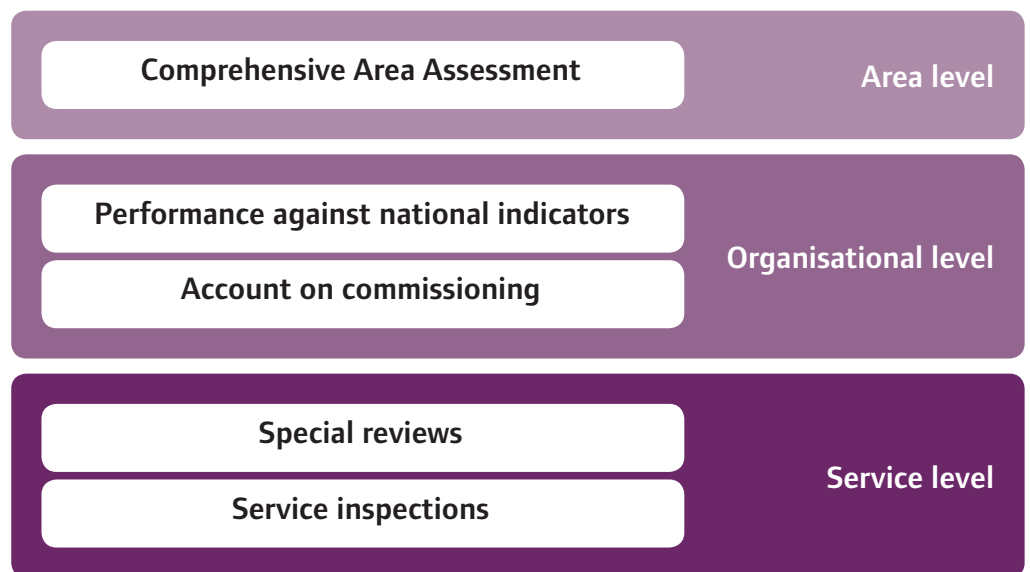 Comprehensive Area Assessment
Area level
Performance against national indicators
Organisational level
Account on commissioning
Special reviews
Service level
Service inspections